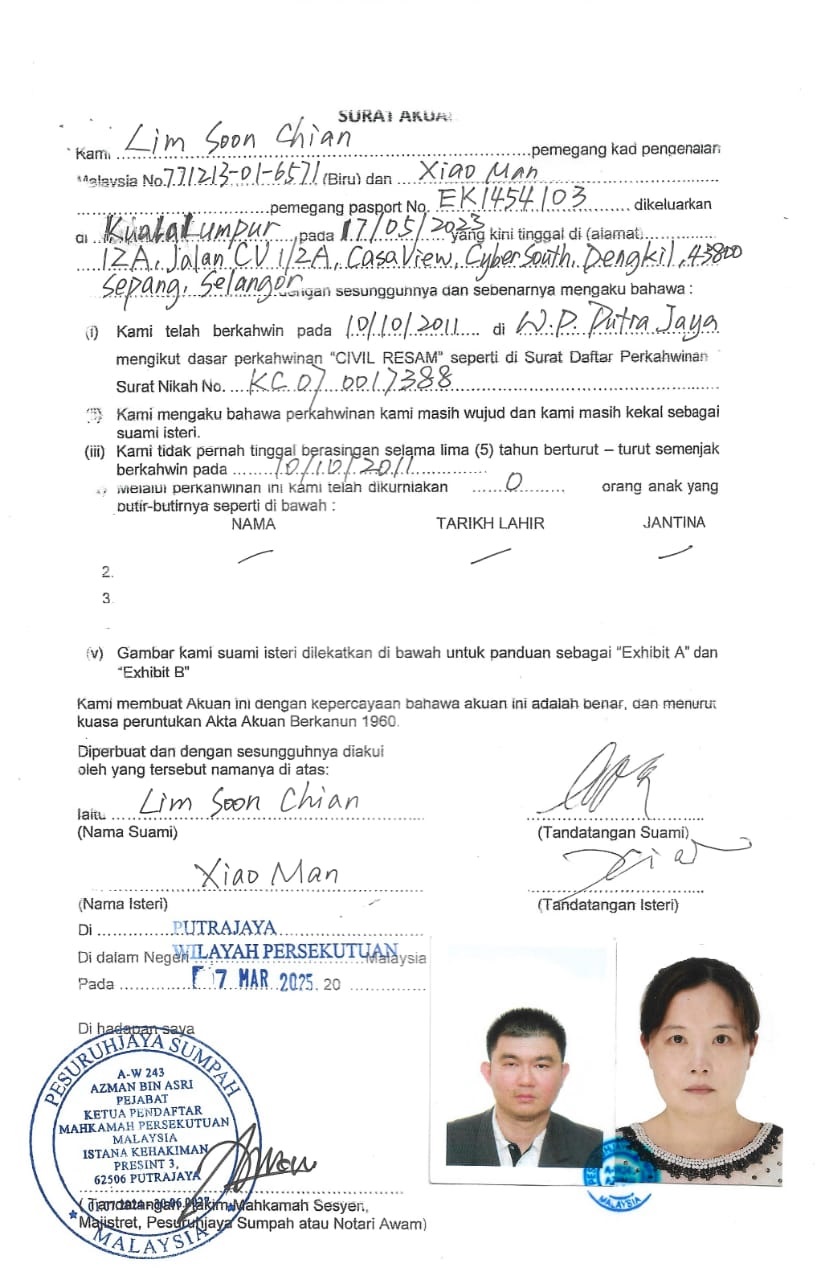 SURAT AKUAN
Kami Lim Soon Chian pemegang kad pengenalan
Malaysia No. 771213-01-6571 (Biru) dan Xiao Man
pemegang pasport No. EK1454103 dikeluarkan
di Kuala Lumpur pada 17/05/2023 yang kini tinggal di (alamat)
12A, Jalan CV 1/2A, Casa View, Cyber South, Dengkil, 43800
Sepang, Selangor dengan sesungguhnya dan sebenarnya mengaku bahawa :
(i) Kami telah berkahwin pada 10/10/2011 di W.P. Putra Jaya
mengikut dasar perkahwinan “CIVIL RESAM” seperti di Surat Daftar Perkahwinan
Surat Nikah No. KC 07 0017388
(ii) Kami mengaku bahawa perkahwinan kami masih wujud dan kami masih kekal sebagai
suami isteri.
(iii) Kami tidak pernah tinggal berasingan selama lima (5) tahun berturut – turut semenjak
berkahwin pada 10/10/2011
Melalui perkahwinan ini kami telah dikurniakan 0 orang anak yang
butir-butirnya seperti di bawah :
NAMA TARIKH LAHIR JANTINA
2.
3.
(v) Gambar kami suami isteri dilekatkan di bawah untuk panduan sebagai “Exhibit A” dan
“Exhibit B”
Kami membuat Akuan ini dengan kepercayaan bahawa akuan ini adalah benar, dan menurut
kuasa peruntukan Akta Akuan Berkanun 1960.
Diperbuat dan dengan sesungguhnya diakui
oleh yang tersebut namanya di atas:
Iaitu Lim Soon Chian
(Nama Suami) (Tandatangan Suami)
Xiao Man
(Nama Isteri) (Tandatangan Isteri)
Di PUTRAJAYA
Di dalam Negeri WILAYAH PERSEKUTUAN Malaysia
Pada 7 MAR 2025 20
Di hadapan saya
PESURUHJAYA SUMPAH
A-W 243
AZMAN BIN ASRI
PEJABAT
KETUA PENDAFTAR
MAHKAMAH PERSEKUTUAN
MALAYSIA
ISTANA KEHAKIMAN
PRESINT 3,
62506 PUTRAJAYA
MALAYSIA
(Tandatangan Hakim Mahkamah Sesyen,
Majistret, Pesuruhjaya Sumpah atau Notari Awam)
MALAYSIA